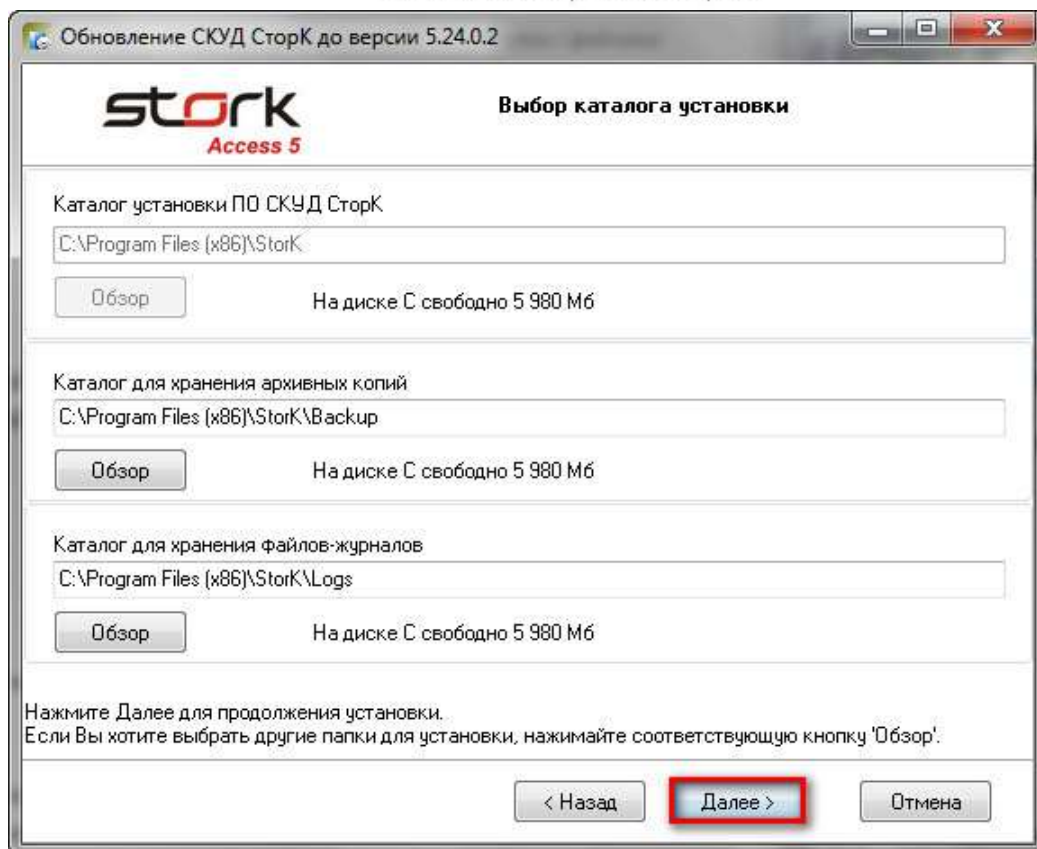 Обновление СКУД СторК до версии 5.24.0.2
stork
Access 5
Выбор каталога установки
Каталог установки ПО СКУД СторК
C:\Program Files (x86)\StorK
Обзор
На диске C свободно 5 980 Мб
Каталог для хранения архивных копий
C:\Program Files (x86)\StorK\Backup
Обзор
На диске C свободно 5 980 Мб
Каталог для хранения файлов-журналов
C:\Program Files (x86)\StorK\Logs
Обзор
На диске C свободно 5 980 Мб
Нажмите Далее для продолжения установки.
Если Вы хотите выбрать другие папки для установки, нажимайте соответствующую кнопку 'Обзор'.
< Назад
Далее >
Отмена